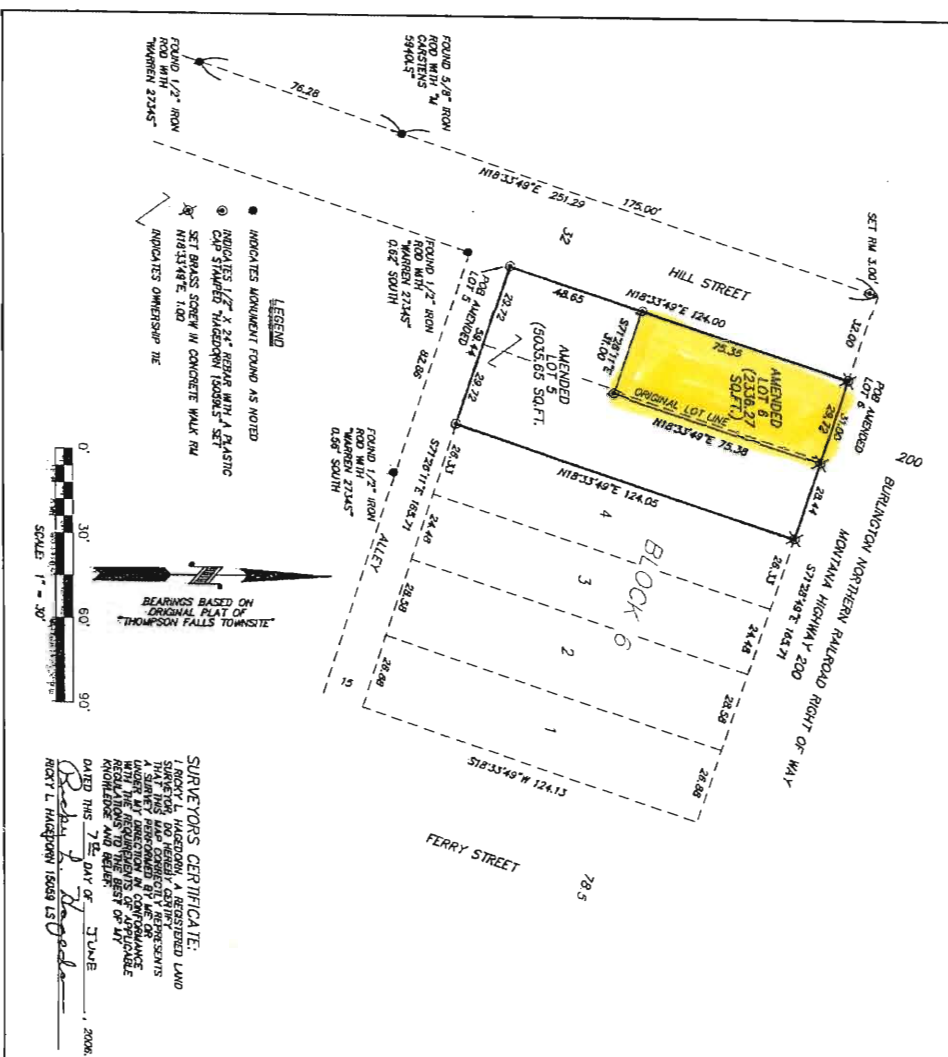 FOUND 1/2" IRON
ROD WITH
"WARREN 2734S"
76.28
FOUND 5/8" IRON
ROD WITH "M
CARSTENS
5940LS"
N18°33'49"E 251.29
175.00'
SET RM 3.00'
32
HILL STREET
32.00
POB AMENDED
LOT 6
200
BURLINGTON NORTHERN RAILROAD RIGHT OF WAY
MONTANA HIGHWAY 200
S71°28'49"E 163.71
FOUND 1/2" IRON
ROD WITH
"WARREN 2734S"
0.62' SOUTH
POB AMENDED
LOT 5
48.65
N18°33'49"E 124.00
75.35
31.00
29.72
S71°26'11"E
31.00
AMENDED
LOT 6
(2336.27
SQ.FT.)
ORIGINAL LOT LINE
N18°33'49"E 75.38
28.44
29.72
59.44
29.72
AMENDED
LOT 5
(5035.65 SQ.FT.
N18°33'49"E 124.05
82.86
FOUND 1/2" IRON
ROD WITH
"WARREN 2734S"
0.56' SOUTH
S71°26'11"E 163.71
ALLEY
15
26.33
24.48
28.58
26.88
26.33
24.48
28.58
26.88
BLOCK 6
4
3
2
1
S18°33'49"W 124.13
FERRY STREET
78.5
LEGEND
INDICATES MONUMENT FOUND AS NOTED
INDICATES 1/2" X 24" REBAR WITH A PLASTIC
CAP STAMPED "HAGEDORN 15059LS" SET
SET BRASS SCREW IN CONCRETE WALK RM
N18°33'49"E, 1.00
INDICATES OWNERSHIP TIE
BEARINGS BASED ON
ORIGINAL PLAT OF
"THOMPSON FALLS TOWNSITE"
0' 30' 60' 90'
SCALE: 1" = 30'
SURVEYORS CERTIFICATE:
I RICKY L. HAGEDORN, A REGISTERED LAND
SURVEYOR, DO HEREBY CERTIFY
THAT THIS MAP CORRECTLY REPRESENTS
A SURVEY PERFORMED BY ME OR
UNDER MY DIRECTION IN CONFORMANCE
WITH THE REQUIREMENTS OF APPLICABLE
REGULATIONS TO THE BEST OF MY
KNOWLEDGE AND BELIEF.
DATED THIS 7th DAY OF JUNE, 2006.
Ricky L. Hagedorn
RICKY L. HAGEDORN 15059 LS